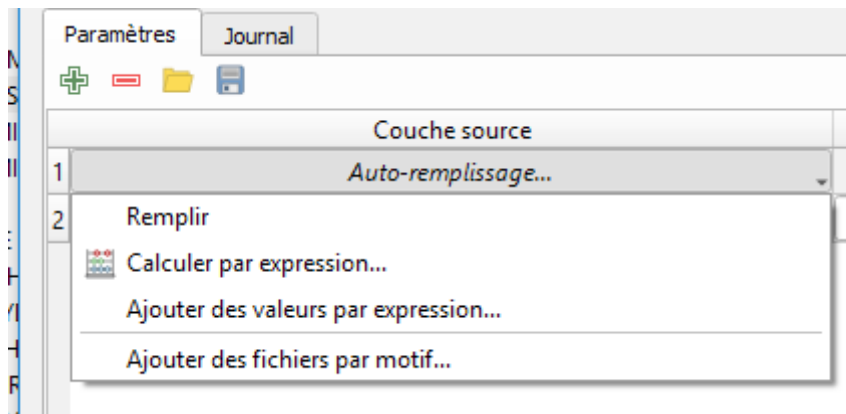 Paramètres
Journal
Couche source
1
Auto-remplissage...
2
Remplir
Calculer par expression...
Ajouter des valeurs par expression...
Ajouter des fichiers par motif...